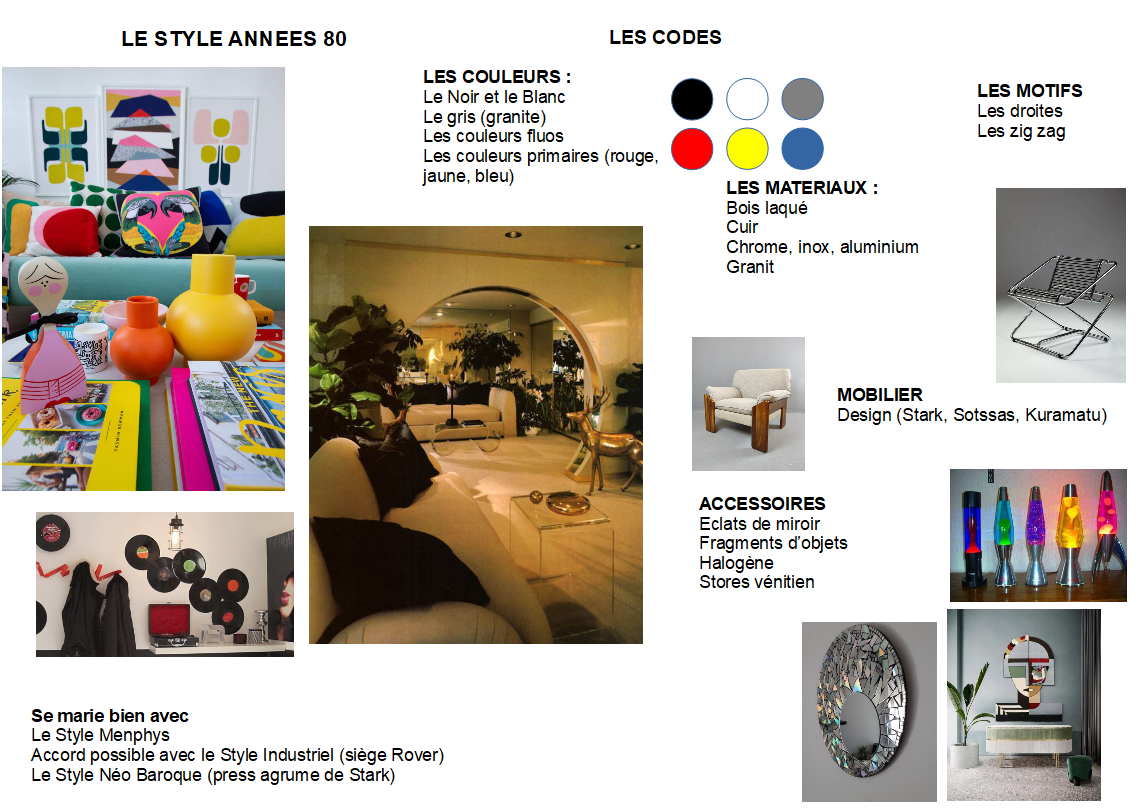 LE STYLE ANNEES 80
LES CODES
LES COULEURS :
Le Noir et le Blanc
Le gris (granite)
Les couleurs fluos
Les couleurs primaires (rouge,
jaune, bleu)
LES MOTIFS
Les droites
Les zig zag
LES MATERIAUX :
Bois laqué
Cuir
Chrome, inox, aluminium
Granit
MOBILIER
Design (Stark, Sotssas, Kuramatu)
ACCESSOIRES
Eclats de miroir
Fragments d’objets
Halogène
Stores vénitien
Se marie bien avec
Le Style Menphys
Accord possible avec le Style Industriel (siège Rover)
Le Style Néo Baroque (press agrume de Stark)
YASMIN NEWMAN
THE NEW